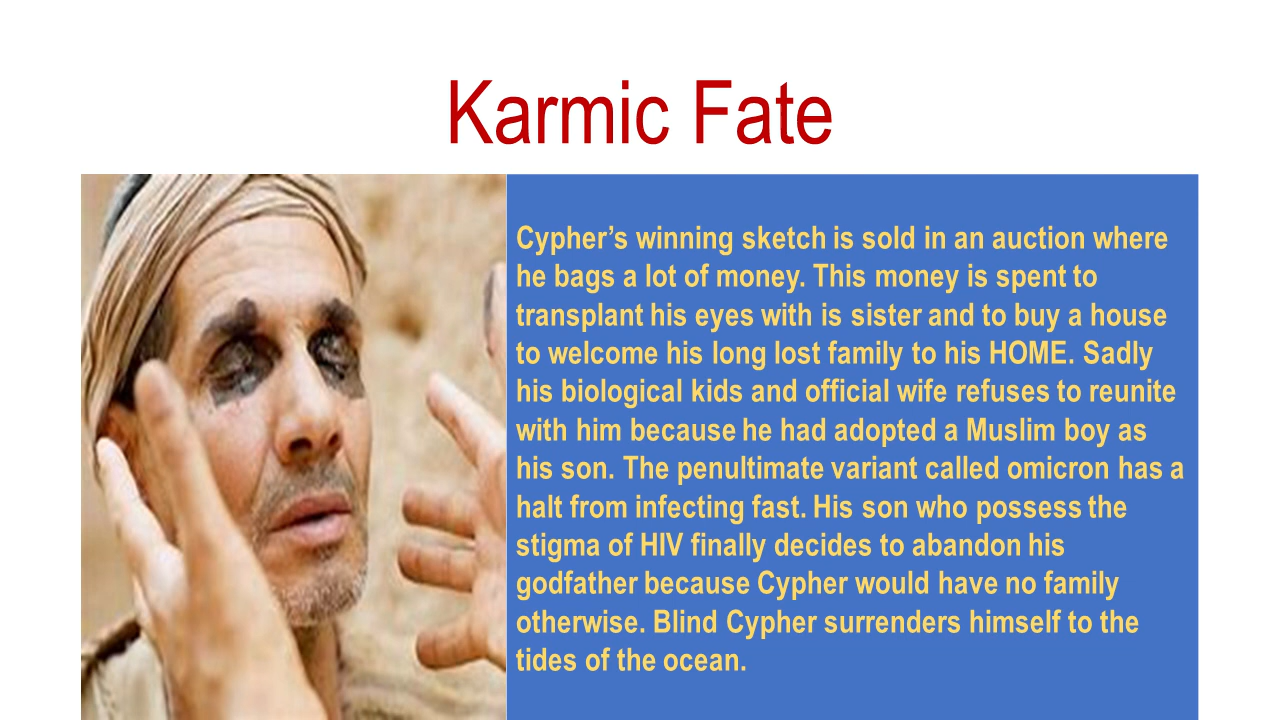 Karmic Fate
Cypher’s winning sketch is sold in an auction where
he bags a lot of money. This money is spent to
transplant his eyes with is sister and to buy a house
to welcome his long lost family to his HOME. Sadly
his biological kids and official wife refuses to reunite
with him because he had adopted a Muslim boy as
his son. The penultimate variant called omicron has a
halt from infecting fast. His son who possess the
stigma of HIV finally decides to abandon his
godfather because Cypher would have no family
otherwise. Blind Cypher surrenders himself to the
tides of the ocean.